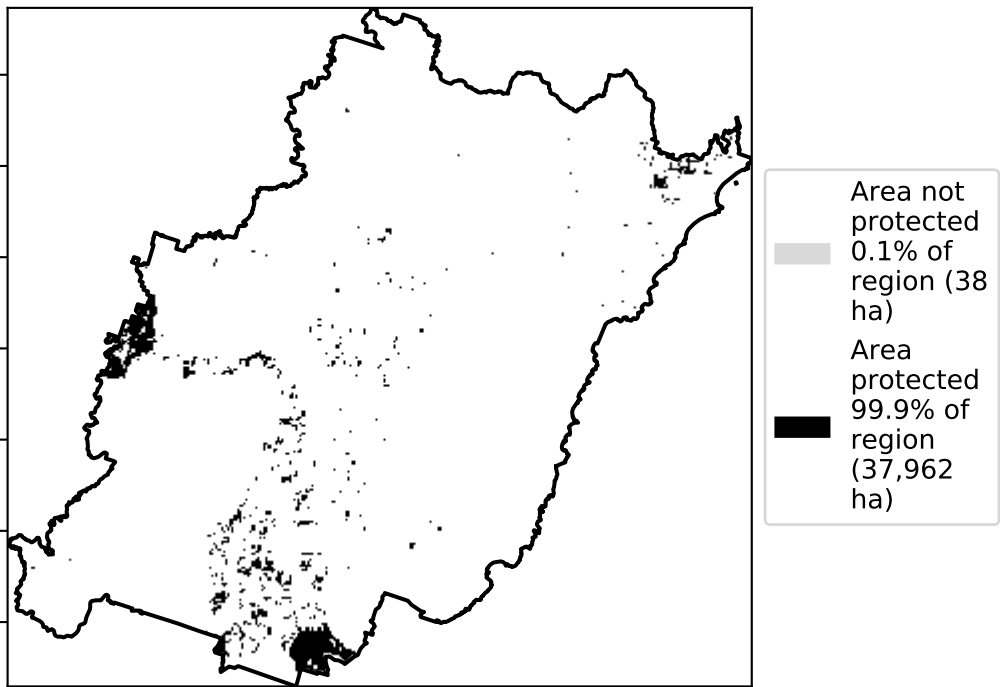 Area not
protected
0.1% of
region (38
ha)
Area
protected
99.9% of
region
(37,962
ha)